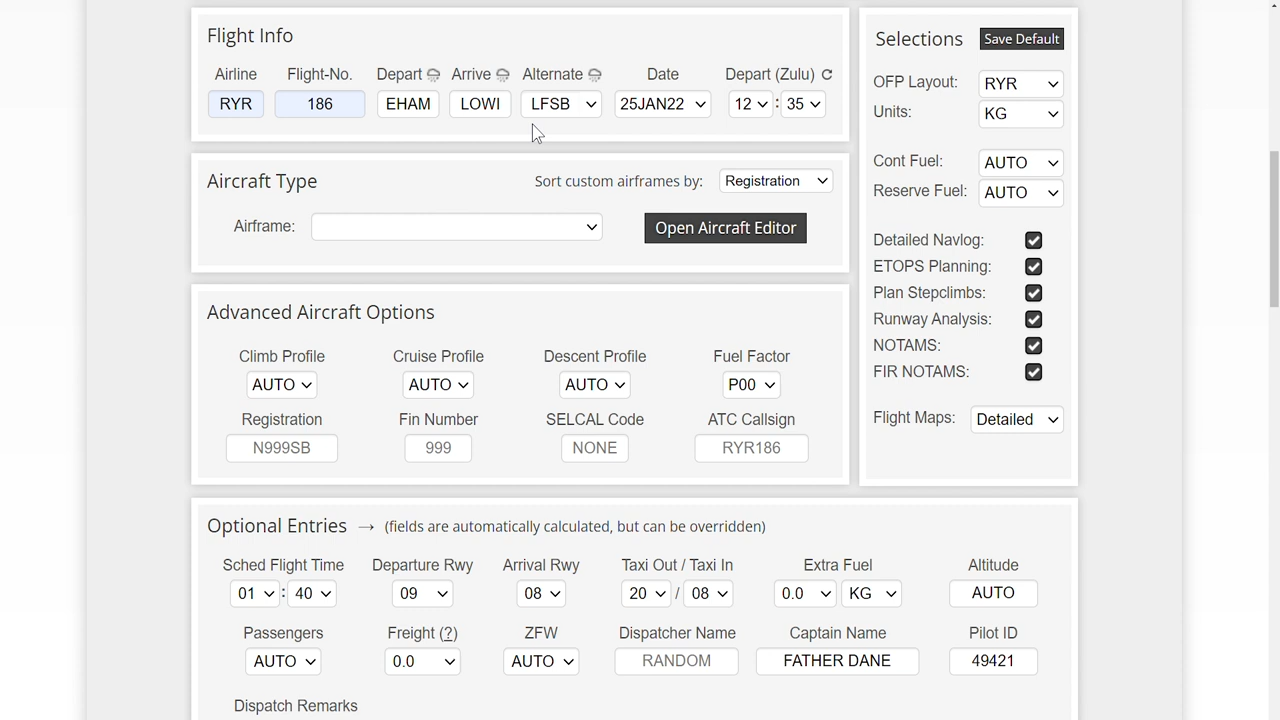 Flight Info
Airline Flight-No. Depart Arrive Alternate Date Depart (Zulu)
RYR 186 EHAM LOWI LFSB 25JAN22 12 : 35
Aircraft Type Sort custom airframes by: Registration
Airframe: Open Aircraft Editor
Advanced Aircraft Options
Climb Profile Cruise Profile Descent Profile Fuel Factor
AUTO AUTO AUTO P00
Registration Fin Number SELCAL Code ATC Callsign
N999SB 999 NONE RYR186
Selections Save Default
OFP Layout: RYR
Units: KG
Cont Fuel: AUTO
Reserve Fuel: AUTO
Detailed Navlog:
ETOPS Planning:
Plan Stepclimbs:
Runway Analysis:
NOTAMS:
FIR NOTAMS:
Flight Maps: Detailed
Optional Entries → (fields are automatically calculated, but can be overridden)
Sched Flight Time Departure Rwy Arrival Rwy Taxi Out / Taxi In Extra Fuel Altitude
01 : 40 09 08 20 / 08 0.0 KG AUTO
Passengers Freight (?) ZFW Dispatcher Name Captain Name Pilot ID
AUTO 0.0 AUTO RANDOM FATHER DANE 49421
Dispatch Remarks